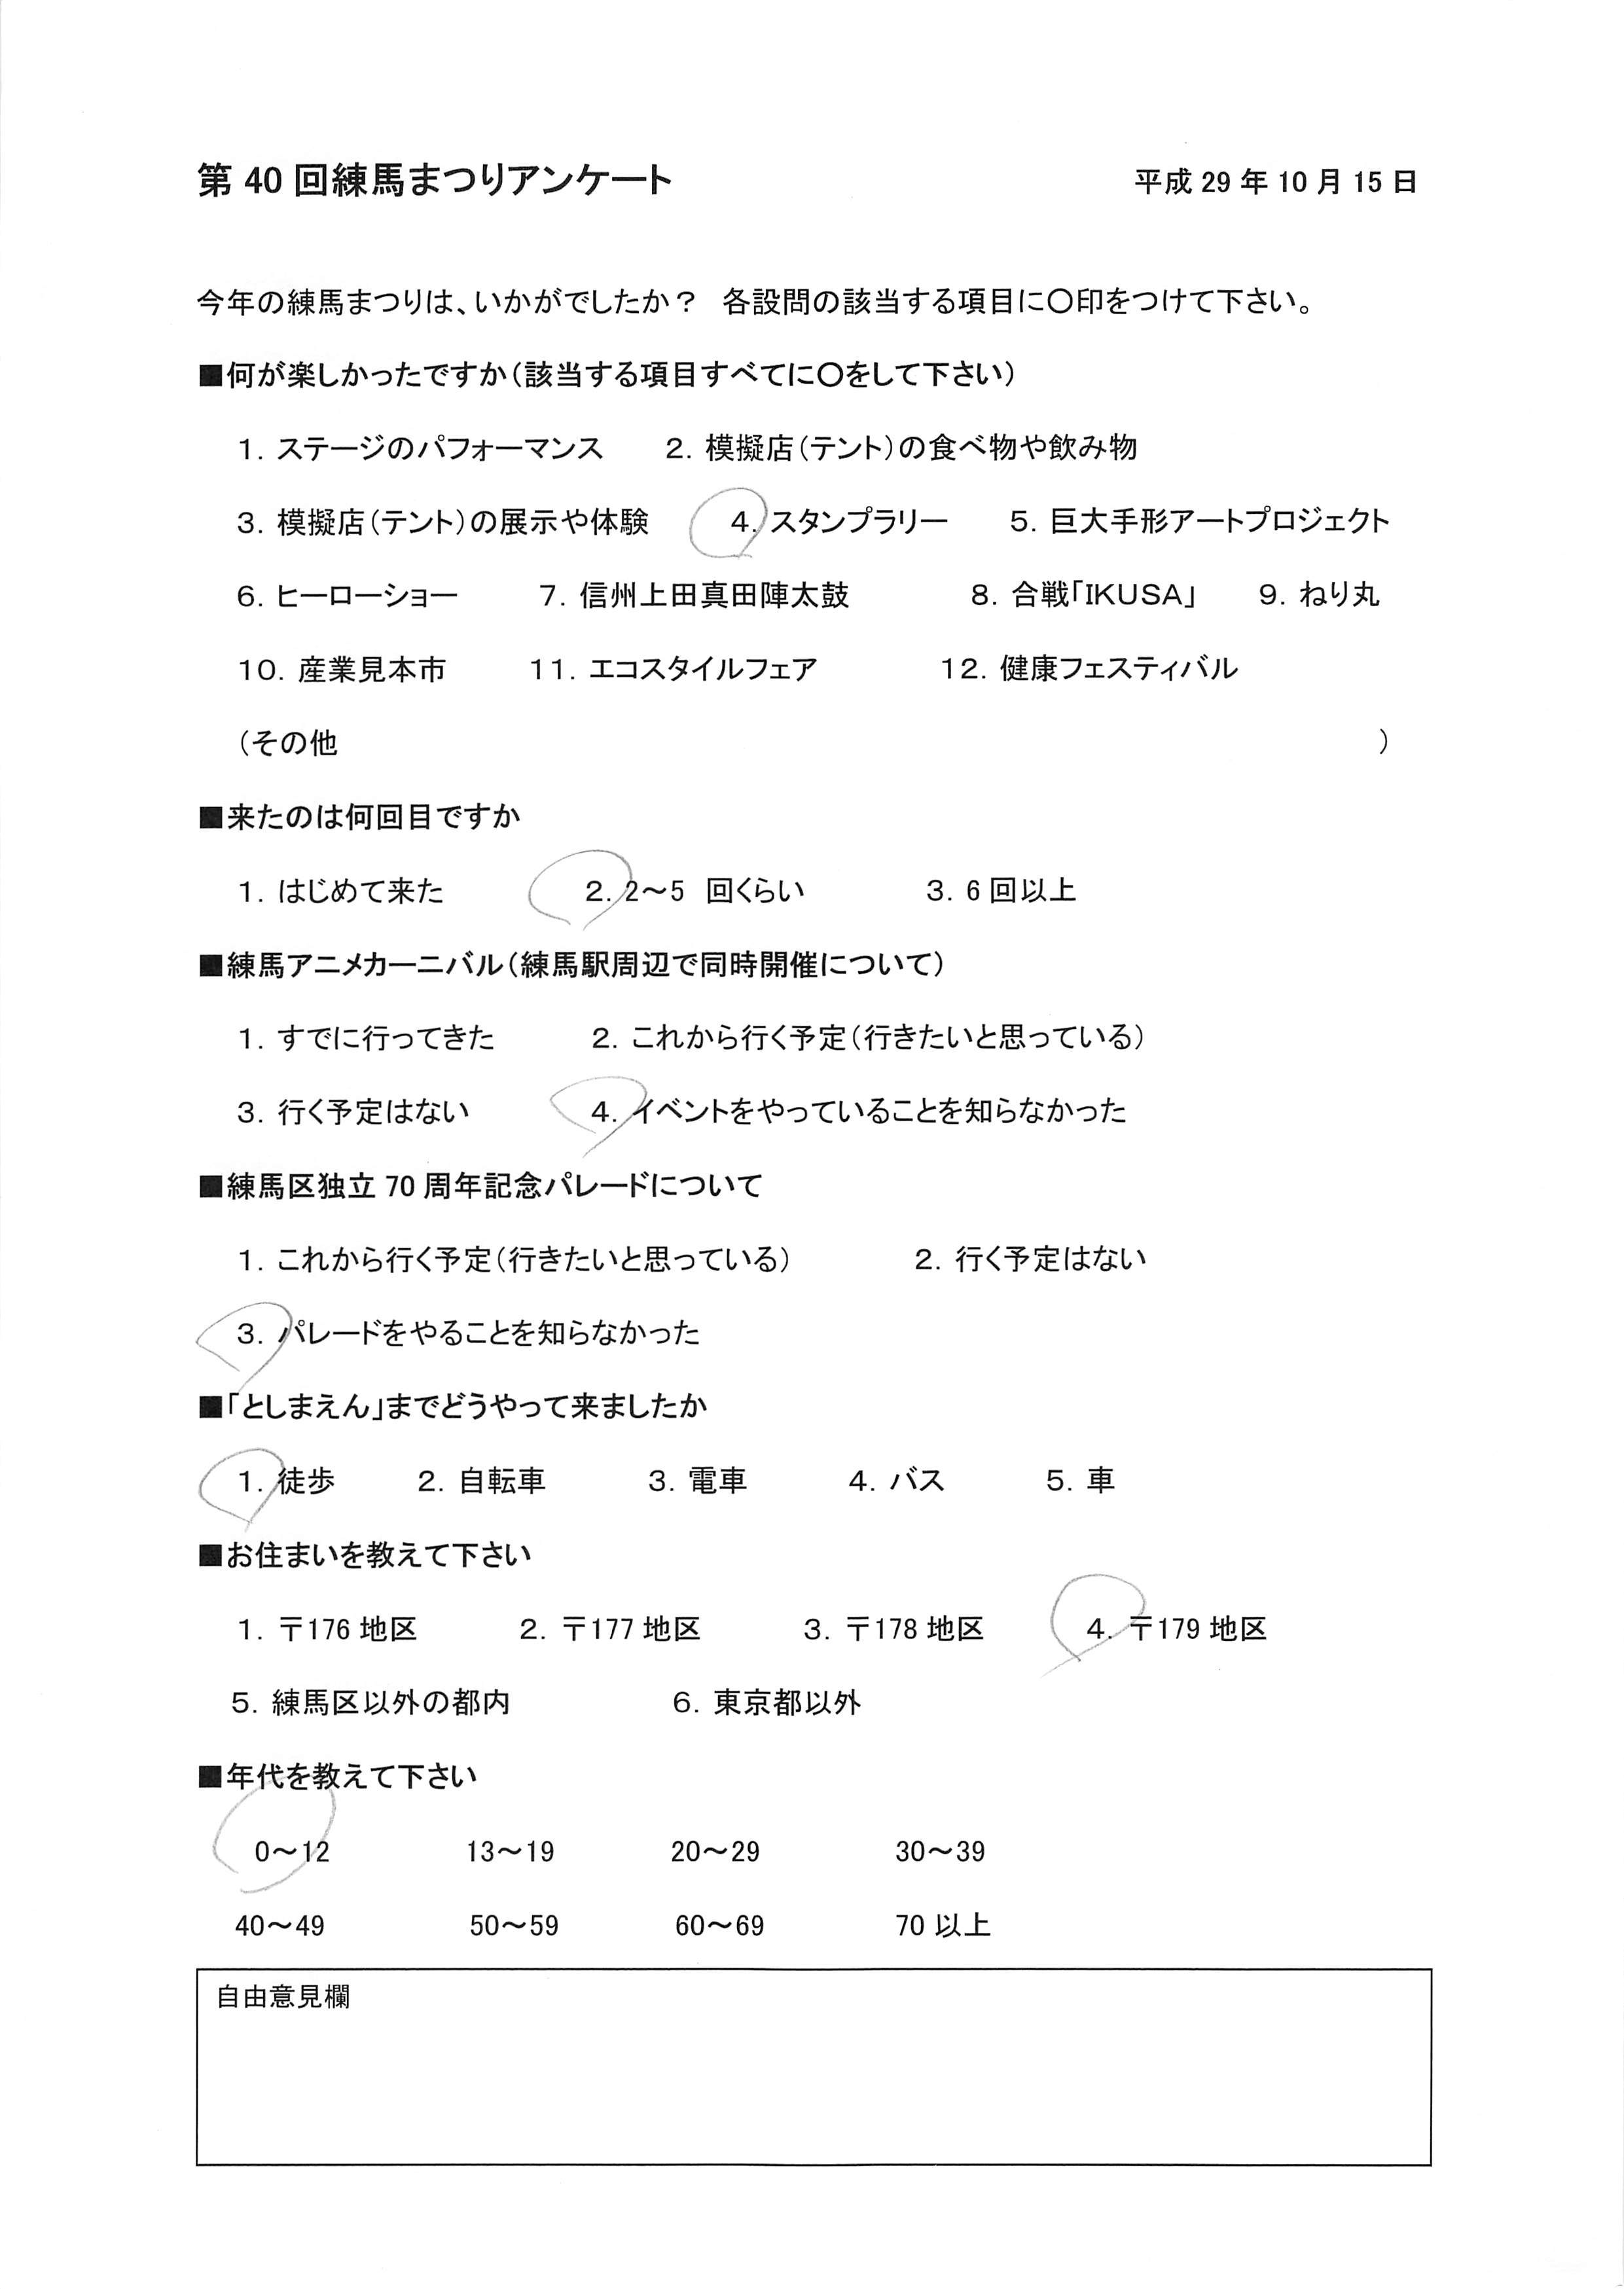 第 40 回練馬まつりアンケート　平成 29 年 10 月 15 日
今年の練馬まつりは、いかがでしたか？　各設問の該当する項目に〇印をつけて下さい。
■何が楽しかったですか（該当する項目すべてに〇をして下さい）
1. ステージのパフォーマンス　2. 模擬店（テント）の食べ物や飲み物
3. 模擬店（テント）の展示や体験　4. スタンプラリー　5. 巨大手形アートプロジェクト
6. ヒーローショー　7. 信州上田真田陣太鼓　8. 合戦「IKUSA」　9. ねり丸
10. 産業見本市　11. エコスタイルフェア　12. 健康フェスティバル
（その他　）
■来たのは何回目ですか
1. はじめて来た　2. 2～5 回くらい　3. 6 回以上
■練馬アニメカーニバル（練馬駅周辺で同時開催について）
1. すでに行ってきた　2. これから行く予定（行きたいと思っている）
3. 行く予定はない　4. イベントをやっていることを知らなかった
■練馬区独立 70 周年記念パレードについて
1. これから行く予定（行きたいと思っている）　2. 行く予定はない
3. パレードをやることを知らなかった
■「としまえん」までどうやって来ましたか
1. 徒歩　2. 自転車　3. 電車　4. バス　5. 車
■お住まいを教えて下さい
1. 〒176 地区　2. 〒177 地区　3. 〒178 地区　4. 〒179 地区
5. 練馬区以外の都内　6. 東京都以外
■年代を教えて下さい
0～12　13～19　20～29　30～39
40～49　50～59　60～69　70 以上
自由意見欄